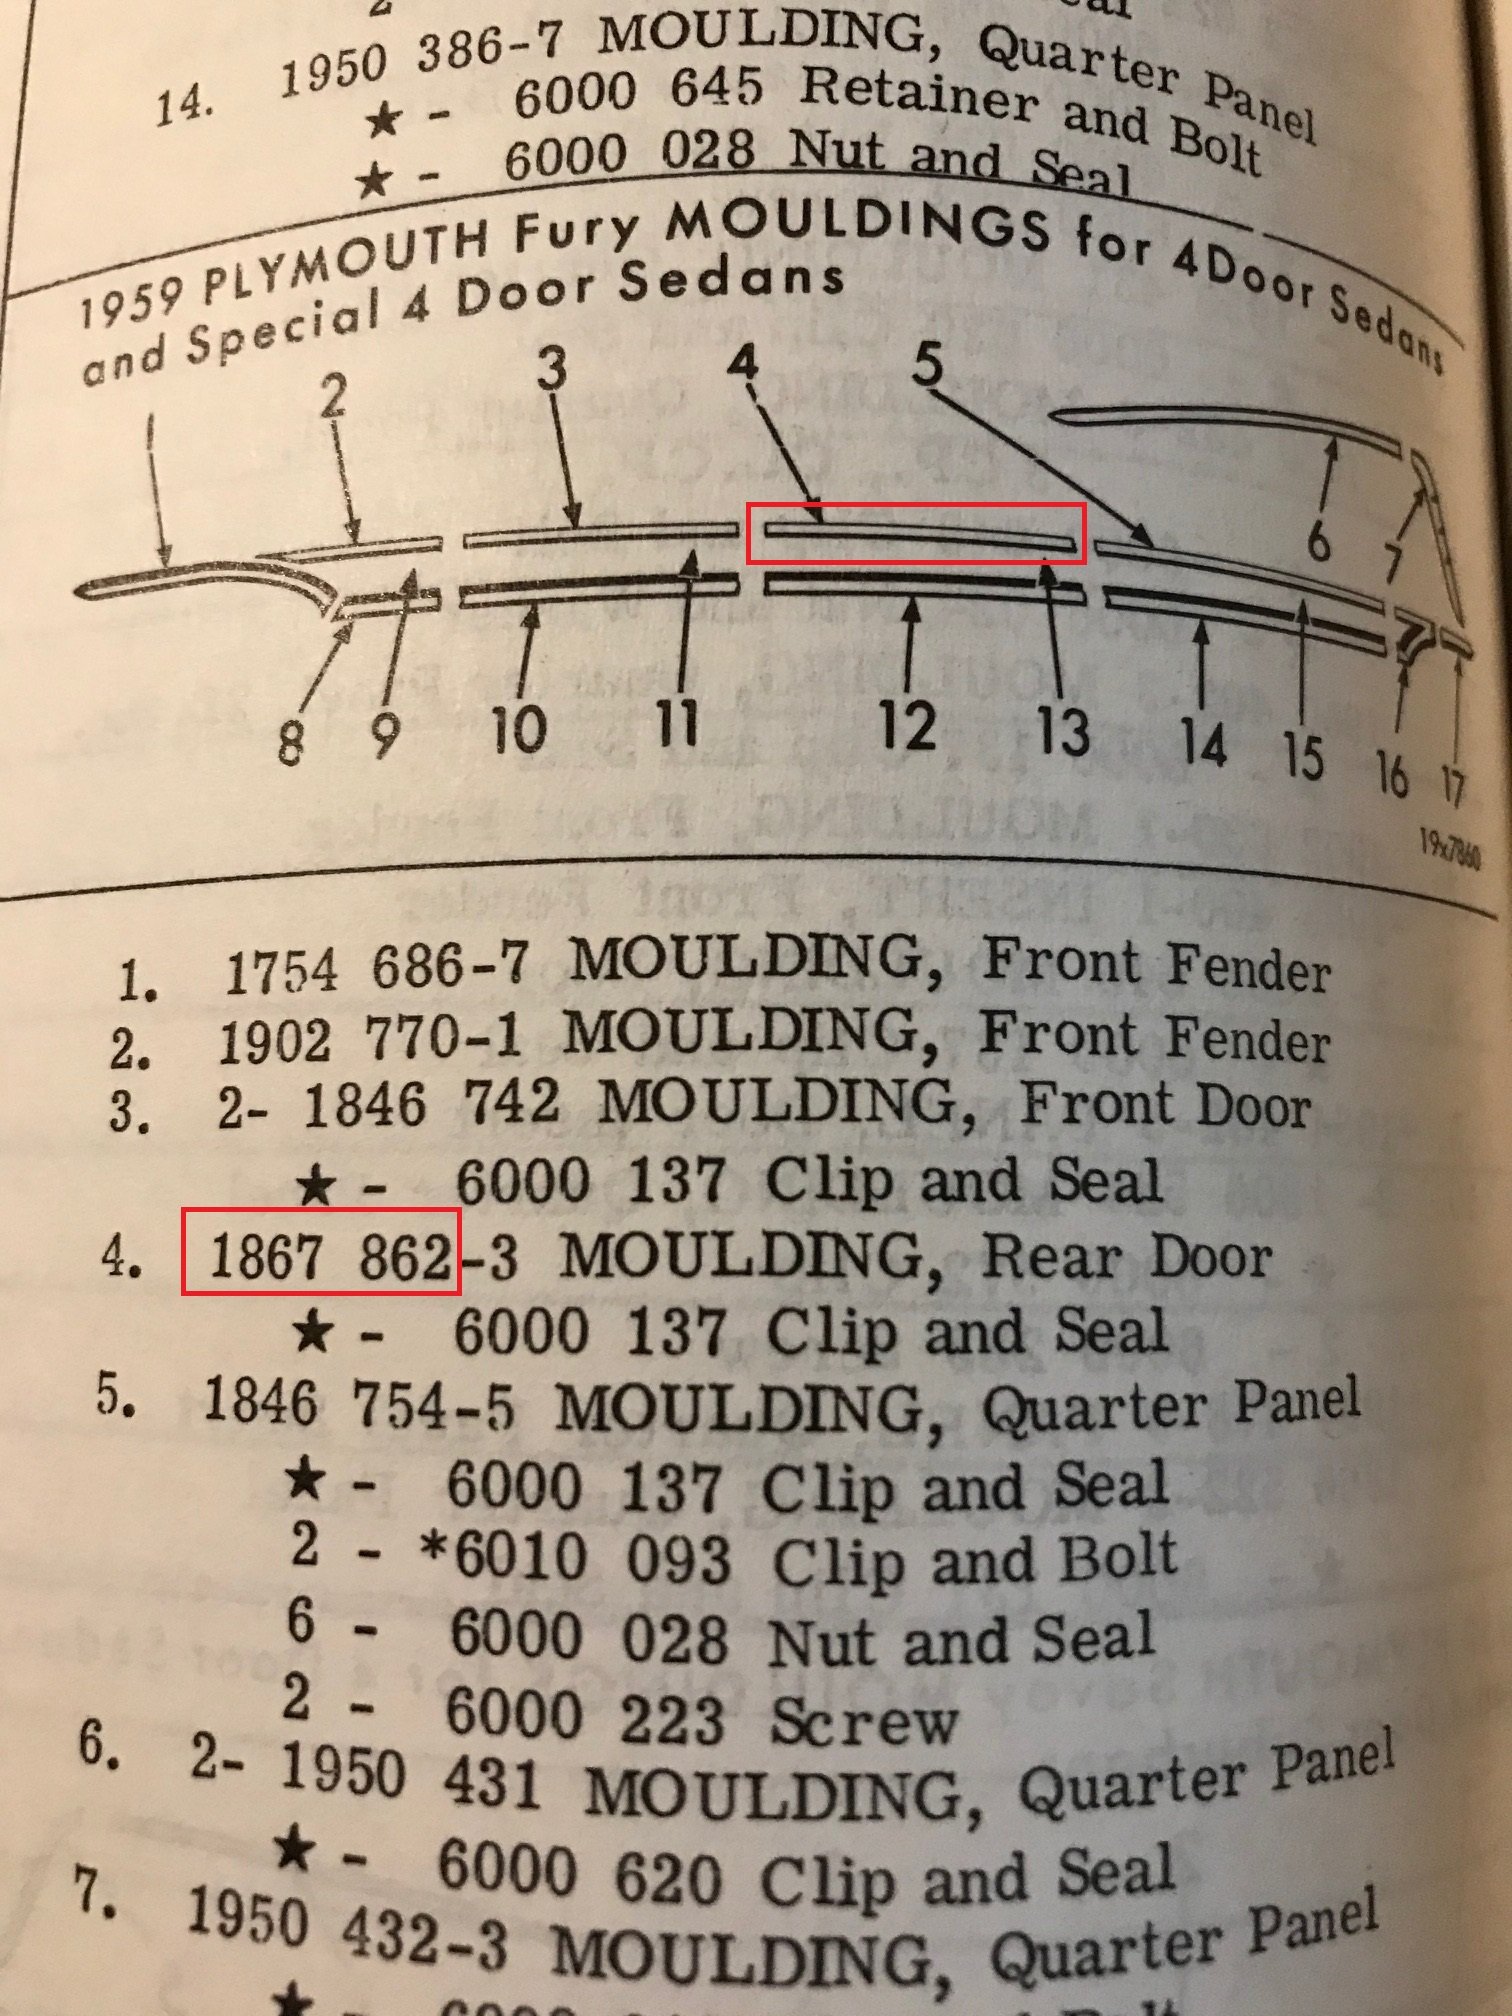 14. 1950 386-7 MOULDING, Quarter Panel
★ - 6000 645 Retainer and Bolt
★ - 6000 028 Nut and Seal
1959 PLYMOUTH Fury MOULDINGS for 4 Door Sedans
and Special 4 Door Sedans
1 2 3 4 5
6 7
8 9 10 11 12 13 14 15 16 17
19x7860
1. 1754 686-7 MOULDING, Front Fender
2. 1902 770-1 MOULDING, Front Fender
3. 2- 1846 742 MOULDING, Front Door
★ - 6000 137 Clip and Seal
4. 1867 862-3 MOULDING, Rear Door
★ - 6000 137 Clip and Seal
5. 1846 754-5 MOULDING, Quarter Panel
★ - 6000 137 Clip and Seal
2 - *6010 093 Clip and Bolt
6 - 6000 028 Nut and Seal
2 - 6000 223 Screw
6. 2- 1950 431 MOULDING, Quarter Panel
★ - 6000 620 Clip and Seal
7. 1950 432-3 MOULDING, Quarter Panel